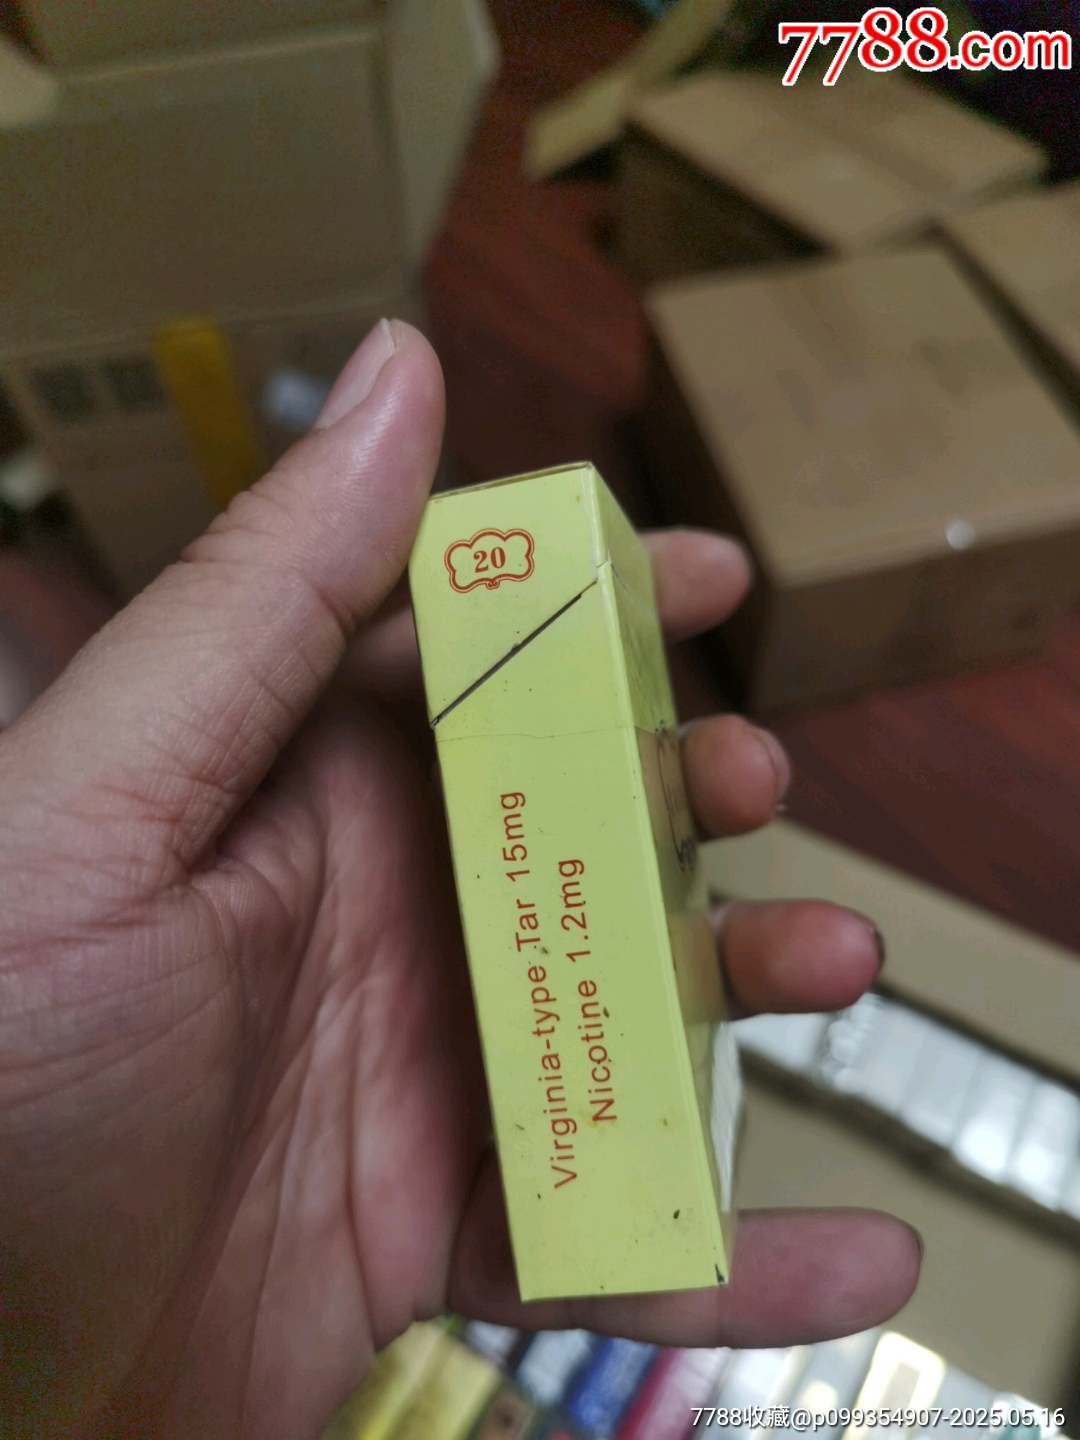 7788.com
20
Virginia-type Tar 15mg
Nicotine 1.2mg
7788收藏@p099354907-2025.05.16